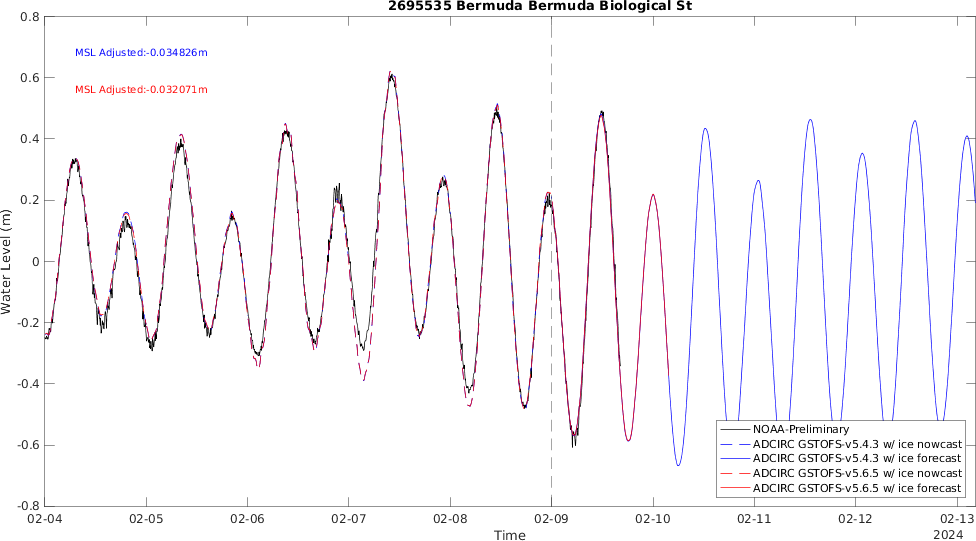 2695535 Bermuda Bermuda Biological St
0.8
MSL Adjusted:-0.034826m
0.6
MSL Adjusted:-0.032071m
0.4
0.2
0
-0.2
-0.4
-0.6
-0.8
Water Level (m)
NOAA-Preliminary
ADCIRC GSTOFS-v5.4.3 w/ ice nowcast
ADCIRC GSTOFS-v5.4.3 w/ ice forecast
ADCIRC GSTOFS-v5.6.5 w/ ice nowcast
ADCIRC GSTOFS-v5.6.5 w/ ice forecast
02-04 02-05 02-06 02-07 02-08 02-09 02-10 02-11 02-12 02-13
Time
2024